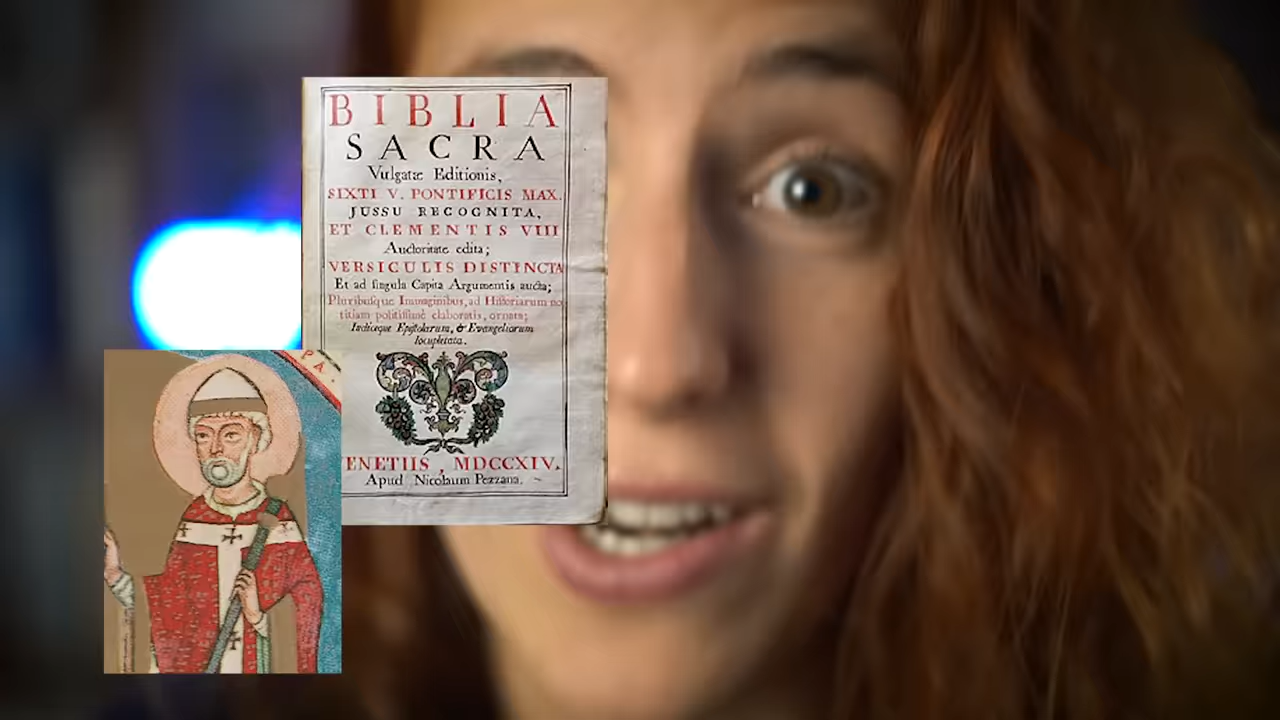 BIBLIA
SACRA
Vulgatæ Editionis,
SIXTI V. PONTIFICIS MAX.
JUSSU RECOGNITA,
ET CLEMENTIS VIII
Auctoritate edita;
VERSICULIS DISTINCTA
Et ad singula Capita Argumentis aucta;
Pluribusque Imaginibus, ad Historiarum no
titiam politissimè elaboratis, ornata;
Indiceque Epistolarum, & Evangeliorum
locupletata.
ENETIIS, MDCCXIV.
Apud Nicolaum Pezzana.
PA.